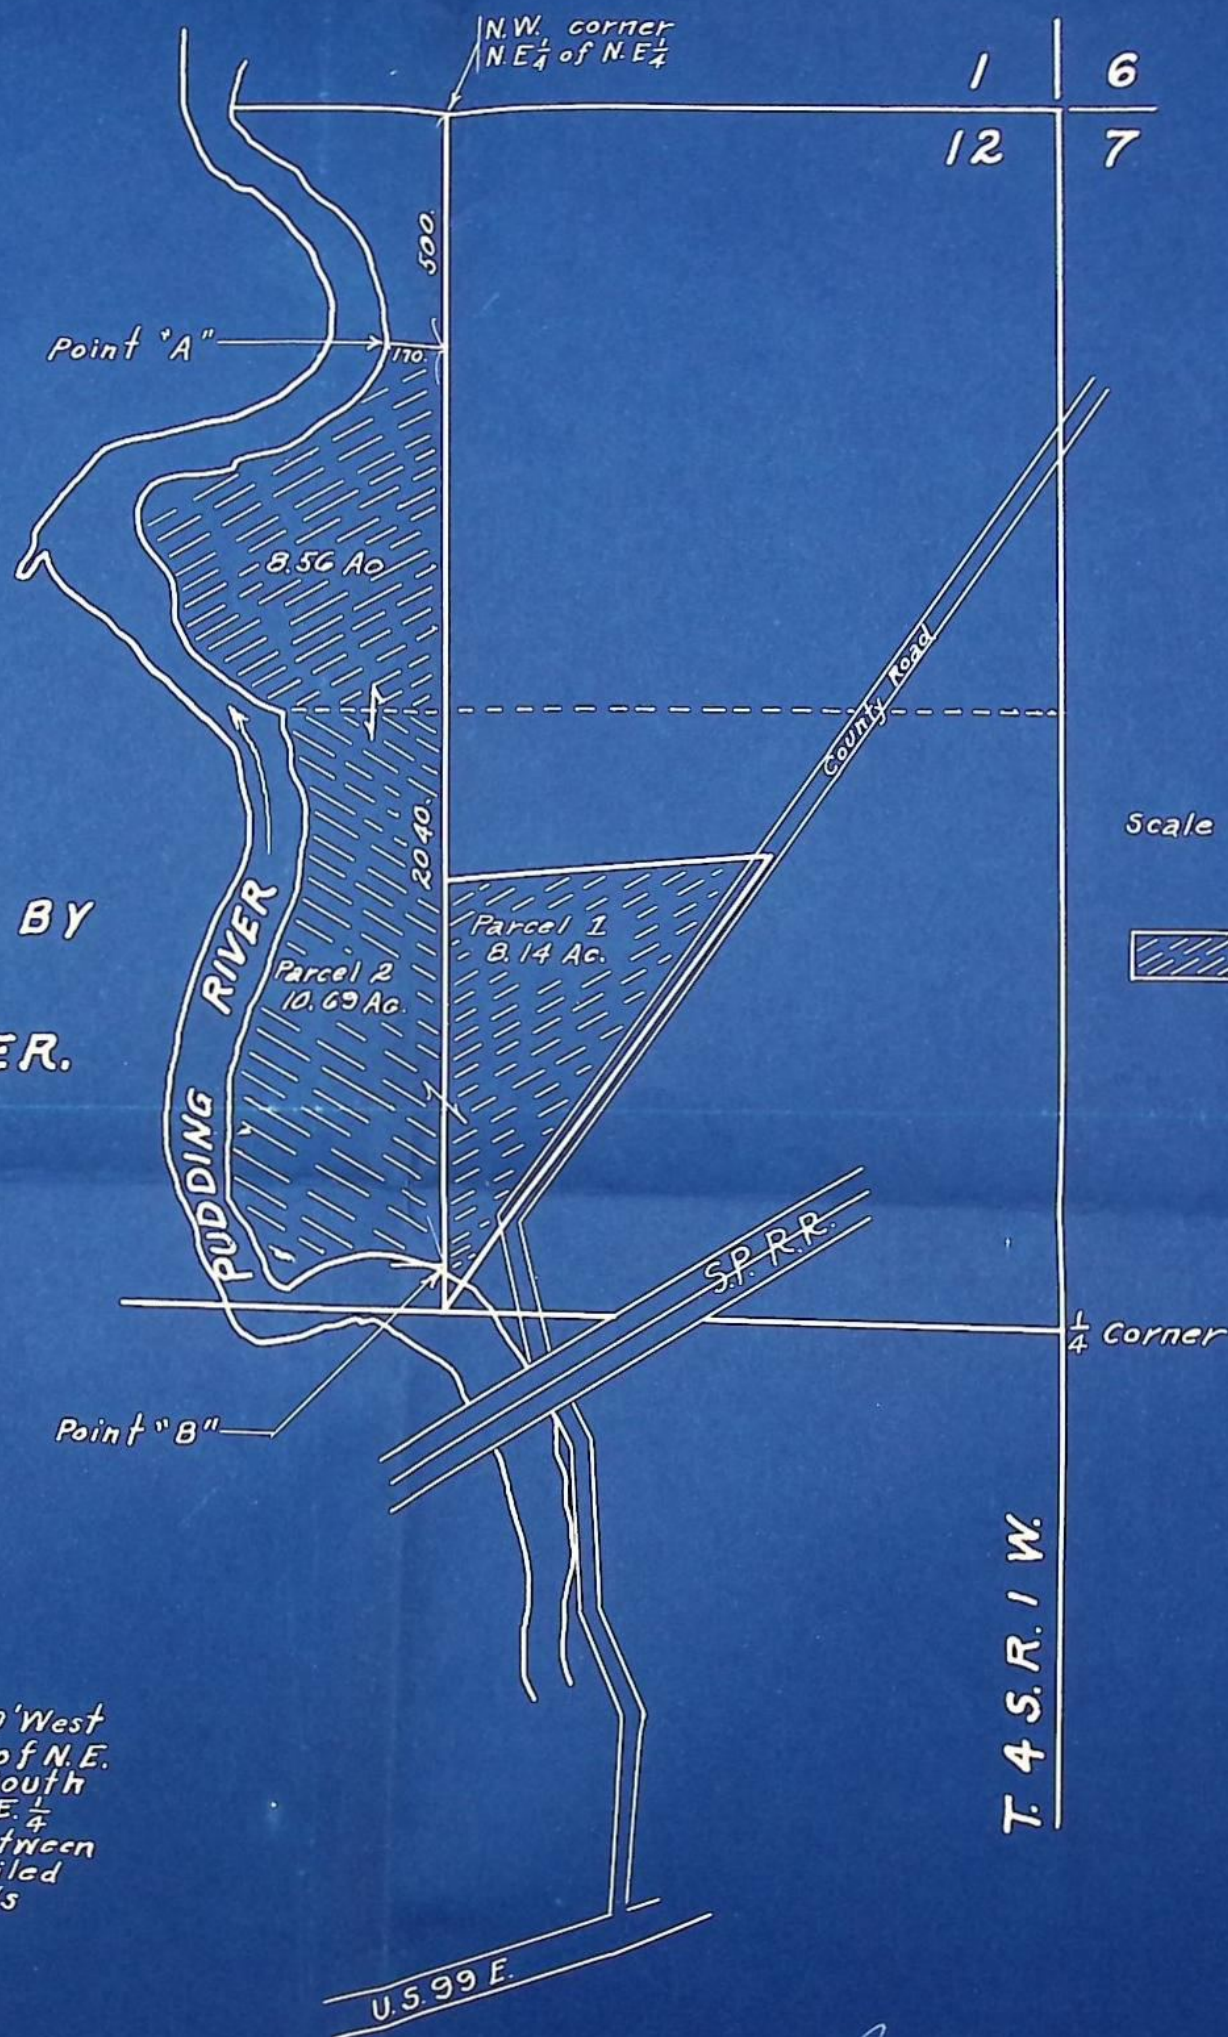 N.W. corner
N.E 1/4 of N.E 1/4
1
6
12
7
500.
Point "A"
170.
8.56 Ac
County Road
2040.
Scale
BY
Parcel 1
8.14 Ac.
RIVER
Parcel 2
10.69 Ac.
ER.
PUDDING
S.P. R.R.
1/4 Corner
Point "B"
T. 4 S. R. 1 W.
'West
of N.E.
outh
E. 1/4
tween
iled
s
U.S. 99 E.